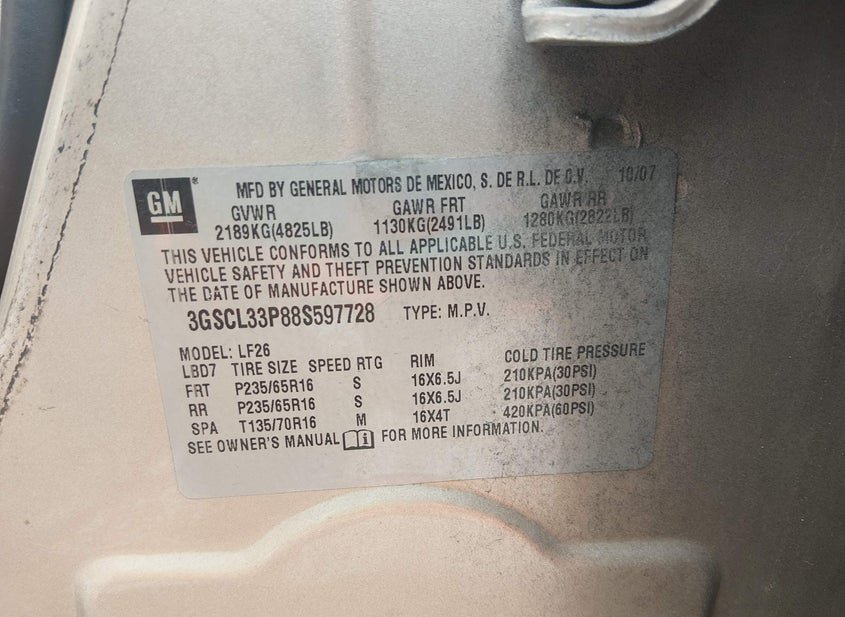 GM
MFD BY GENERAL MOTORS DE MEXICO, S. DE R.L. DE C.V. 10/07
GVWR GAWR FRT GAWR RR
2189KG(4825LB) 1130KG(2491LB) 1280KG(2822LB)
THIS VEHICLE CONFORMS TO ALL APPLICABLE U.S. FEDERAL MOTOR
VEHICLE SAFETY AND THEFT PREVENTION STANDARDS IN EFFECT ON
THE DATE OF MANUFACTURE SHOWN ABOVE.
3GSCL33P88S597728 TYPE: M.P.V.
MODEL: LF26
LBD7 TIRE SIZE SPEED RTG RIM COLD TIRE PRESSURE
FRT P235/65R16 S 16X6.5J 210KPA(30PSI)
RR P235/65R16 S 16X6.5J 210KPA(30PSI)
SPA T135/70R16 M 16X4T 420KPA(60PSI)
SEE OWNER'S MANUAL FOR MORE INFORMATION.